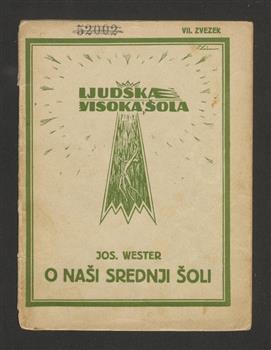 52002
VII. ZVEZEK
LJUDSKA
VISOKA ŠOLA
JOS. WESTER
O NAŠI SREDNJI ŠOLI